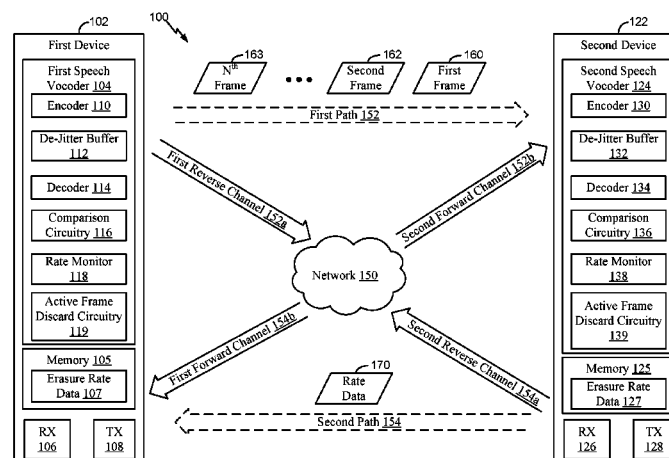 100
102
First Device
First Speech
Vocoder 104
Encoder 110
De-Jitter Buffer
112
Decoder 114
Comparison
Circuitry 116
Rate Monitor
118
Active Frame
Discard Circuitry
119
Memory 105
Erasure Rate
Data 107
RX
106
TX
108
163
Nth
Frame
•••
162
Second
Frame
160
First
Frame
First Path 152
First Reverse Channel 152a
Second Forward Channel 152b
Network 150
First Forward Channel 154b
Second Reverse Channel 154a
170
Rate
Data
Second Path 154
122
Second Device
Second Speech
Vocoder 124
Encoder 130
De-Jitter Buffer
132
Decoder 134
Comparison
Circuitry 136
Rate Monitor
138
Active Frame
Discard Circuitry
139
Memory 125
Erasure Rate
Data 127
RX
126
TX
128